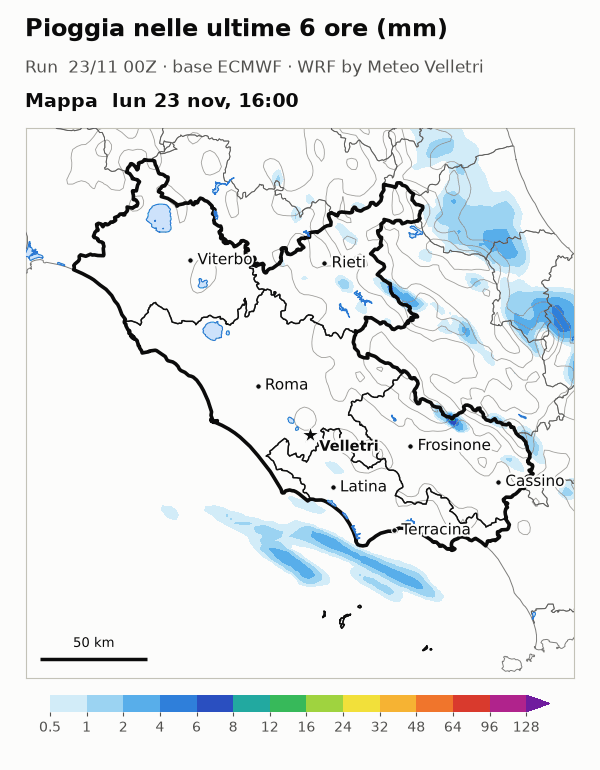 Pioggia nelle ultime 6 ore (mm)
Run  23/11 00Z · base ECMWF · WRF by Meteo Velletri
Mappa  lun 23 nov, 16:00
Viterbo
Rieti
Roma
Velletri
Frosinone
Latina
Cassino
Terracina
50 km
0.5 1 2 4 6 8 12 16 24 32 48 64 96 128